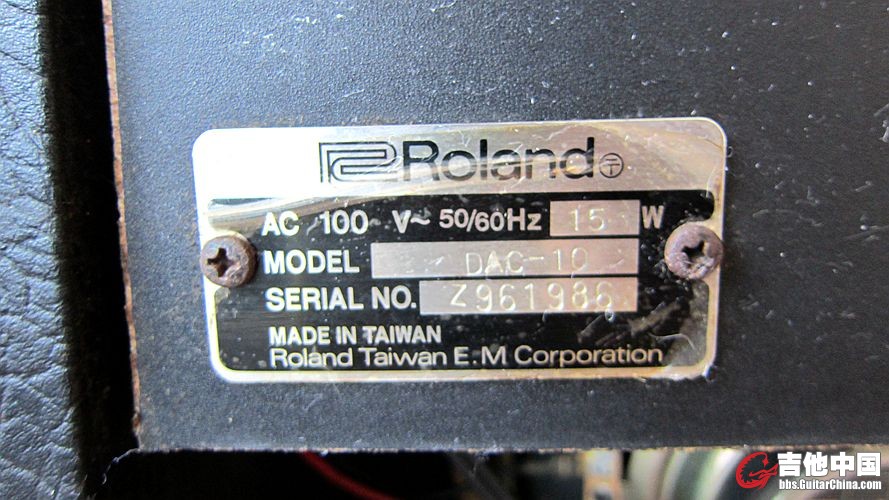 Roland 〒
AC 100 V~ 50/60Hz 15 W
MODEL DAC-10
SERIAL NO. Z961986
MADE IN TAIWAN
Roland Taiwan E.M Corporation
吉他中国
bbs.GuitarChina.com